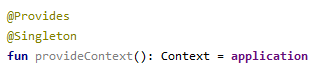 @Provides
@Singleton
fun provideContext(): Context = application